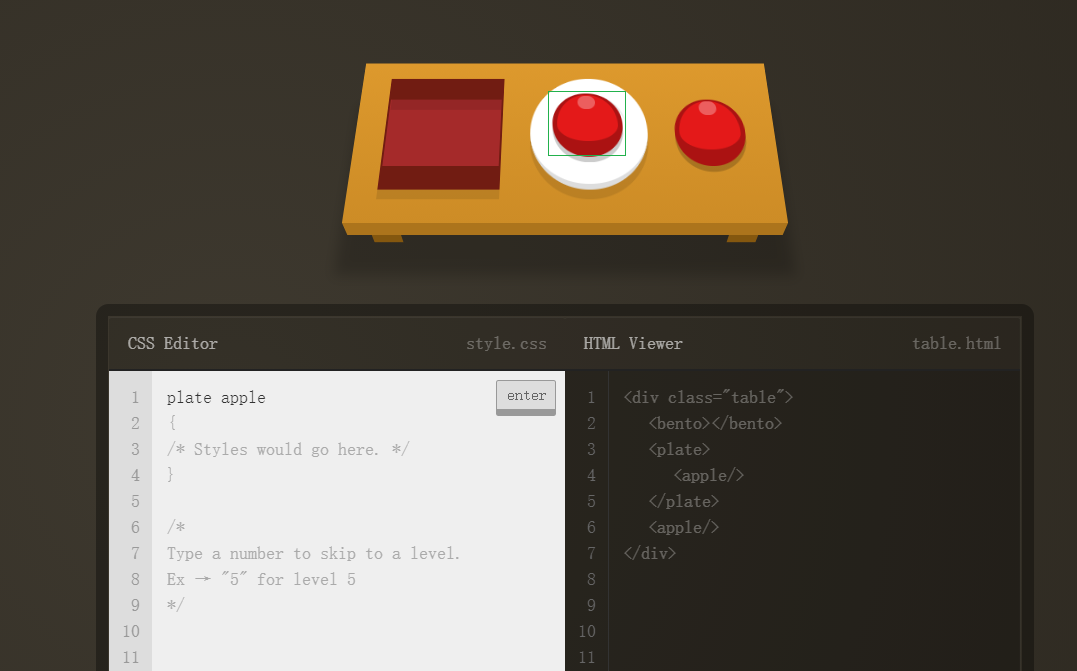 CSS Editor style.css HTML Viewer table.html
1 plate apple enter
2 {
3 /* Styles would go here. */
4 }
5
6 /*
7 Type a number to skip to a level.
8 Ex → "5" for level 5
9 */
10
11
1 <div class="table">
2 <bento></bento>
3 <plate>
4 <apple/>
5 </plate>
6 <apple/>
7 </div>
8
9
10
11